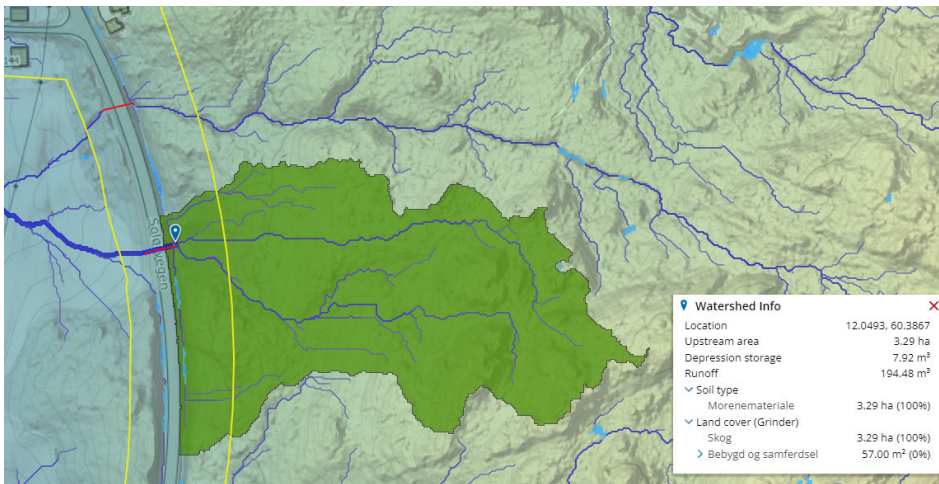 144
Watershed Info
Location 12.0493, 60.3867
Upstream area 3.29 ha
Depression storage 7.92 m³
Runoff 194.48 m³
Soil type
Morenemateriale 3.29 ha (100%)
Land cover (Grinder)
Skog 3.29 ha (100%)
Bebygd og samferdsel 57.00 m² (0%)